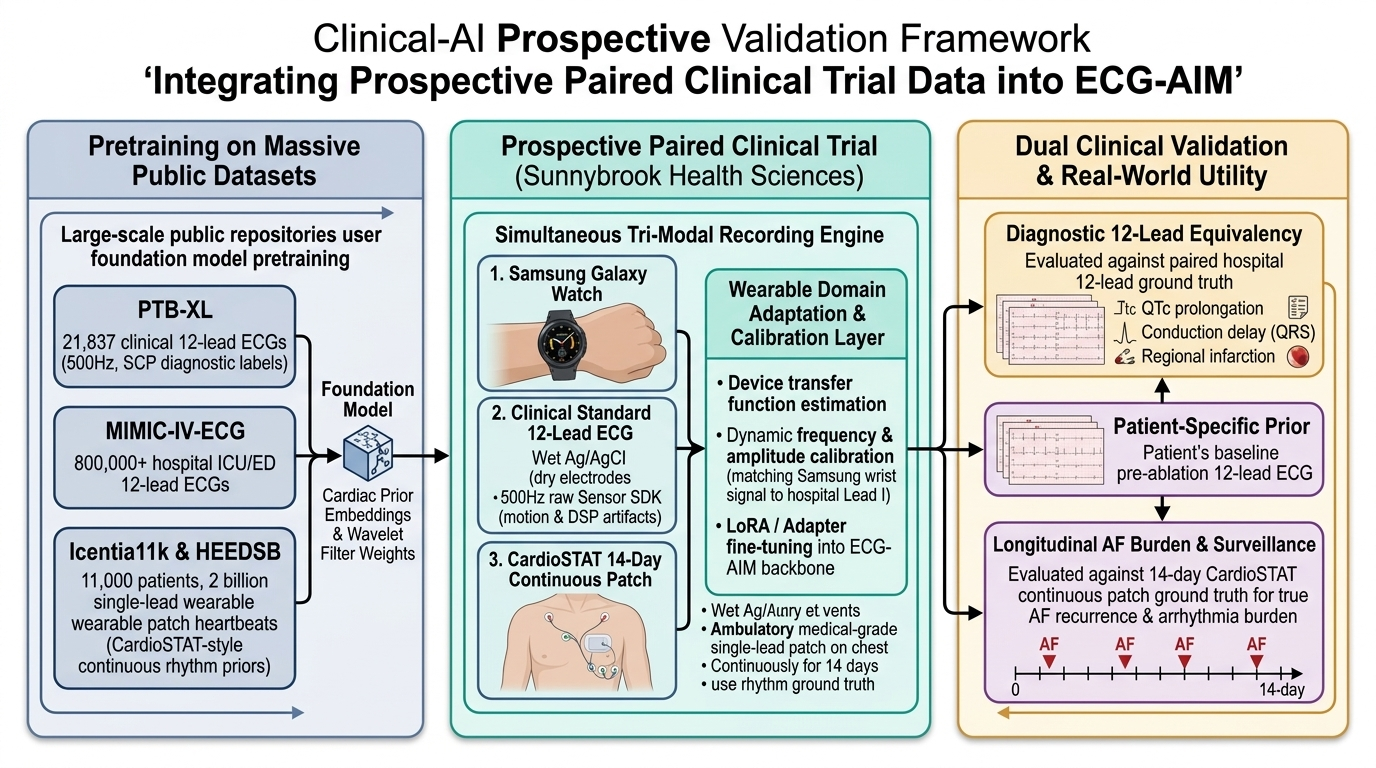 Clinical-AI Prospective Validation Framework
‘Integrating Prospective Paired Clinical Trial Data into ECG-AIM’
Pretraining on Massive
Public Datasets
Large-scale public repositories user
foundation model pretraining
PTB-XL
21,837 clinical 12-lead ECGs
(500Hz, SCP diagnostic labels)
MIMIC-IV-ECG
800,000+ hospital ICU/ED
12-lead ECGs
Icentia11k & HEEDSB
11,000 patients, 2 billion
single-lead wearable
wearable patch heartbeats
(CardioSTAT-style
continuous rhythm priors)
Foundation
Model
Cardiac Prior
Embeddings
& Wavelet
Filter Weights
Prospective Paired Clinical Trial
(Sunnybrook Health Sciences)
Simultaneous Tri-Modal Recording Engine
1. Samsung Galaxy
Watch
2. Clinical Standard
12-Lead ECG
Wet Ag/AgCl
(dry electrodes
• 500Hz raw Sensor SDK
(motion & DSP artifacts)
3. CardioSTAT 14-Day
Continuous Patch
Wearable Domain
Adaptation &
Calibration Layer
• Device transfer
function estimation
• Dynamic frequency &
amplitude calibration
(matching Samsung wrist
signal to hospital Lead I)
• LoRA / Adapter
fine-tuning into ECG-
AIM backbone
• Wet et vents
• Ambulatory medical-grade
single-lead patch on chest
• Continuously for 14 days
• use rhythm ground truth
Dual Clinical Validation
& Real-World Utility
Diagnostic 12-Lead Equivalency
Evaluated against paired hospital
12-lead ground truth
QTc prolongation
Conduction delay (QRS)
Regional infarction
Patient-Specific Prior
Patient's baseline
pre-ablation 12-lead ECG
Longitudinal AF Burden & Surveillance
Evaluated against 14-day CardioSTAT
continuous patch ground truth for true
AF recurrence & arrhythmia burden
AF AF AF AF
0 14-day